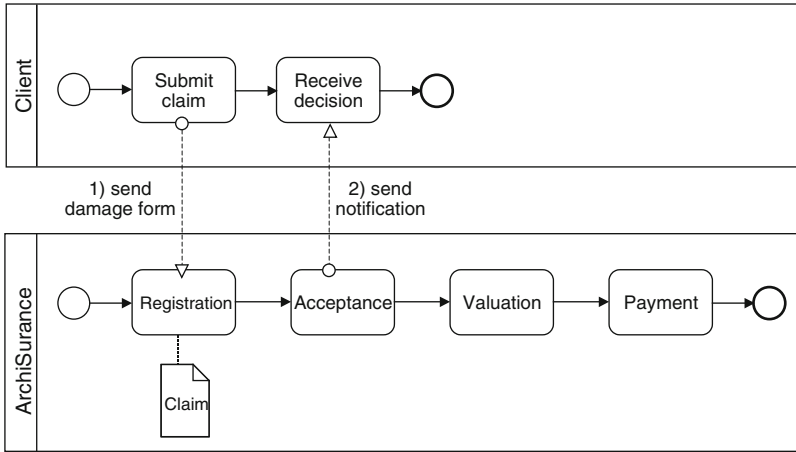 Client
Submit
claim
Receive
decision
1) send
damage form
2) send
notification
ArchiSurance
Registration
Acceptance
Valuation
Payment
Claim